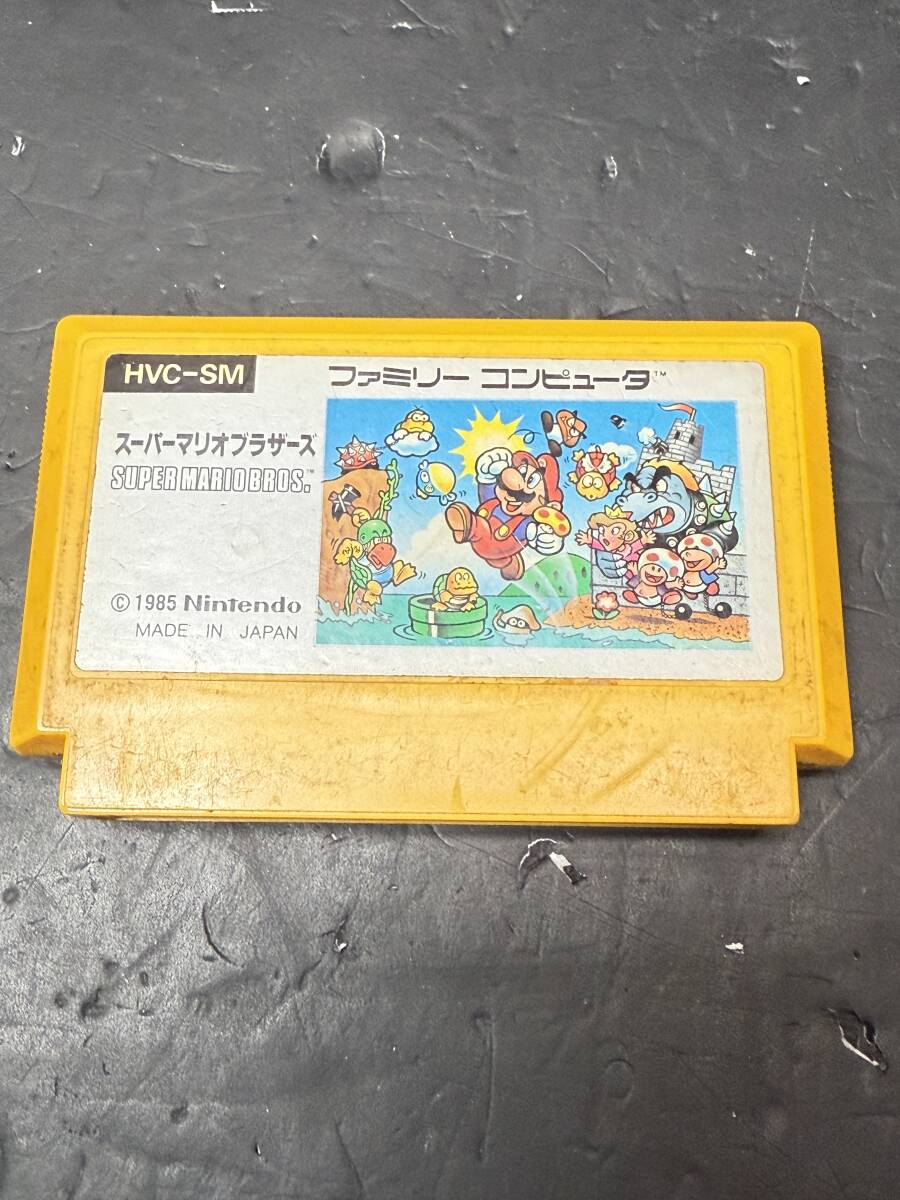 HVC-SM
ファミリー コンピュータ™
スーパーマリオブラザーズ
SUPER MARIO BROS.™
© 1985 Nintendo
MADE IN JAPAN